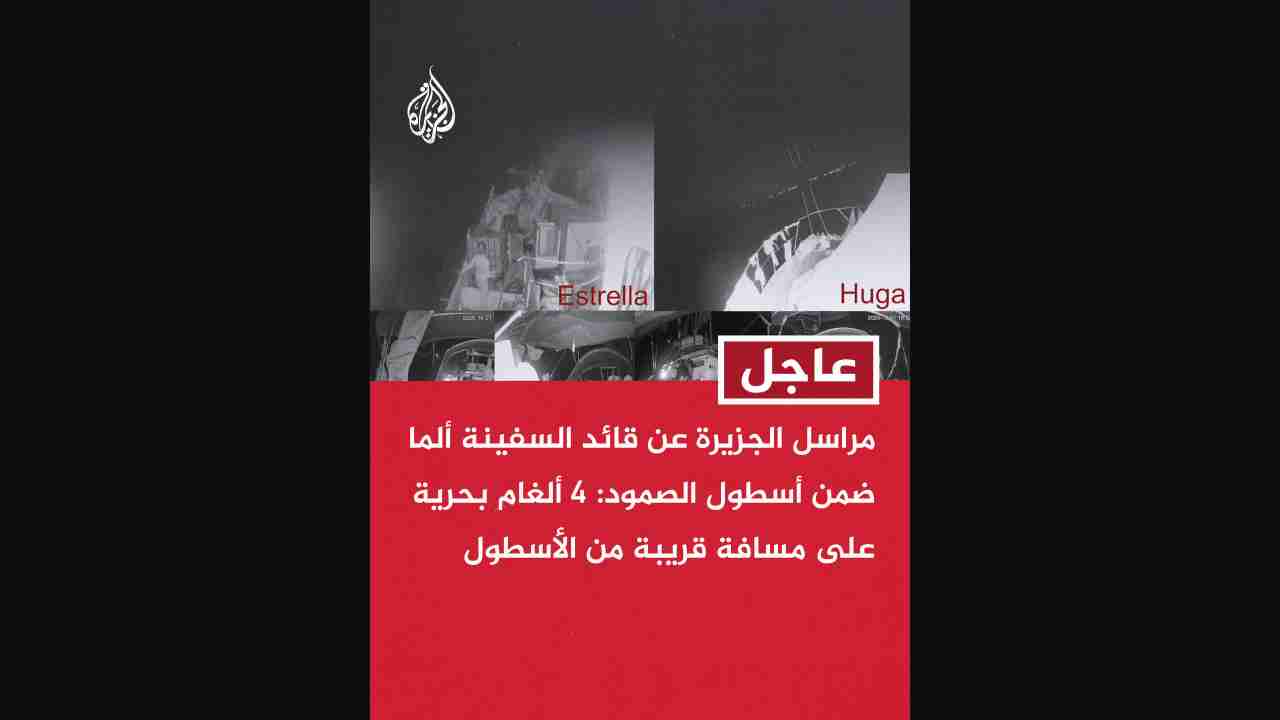 الجزيرة
Estrella
Huga
عاجل
مراسل الجزيرة عن قائد السفينة ألما
ضمن أسطول الصمود: 4 ألغام بحرية
على مسافة قريبة من الأسطول